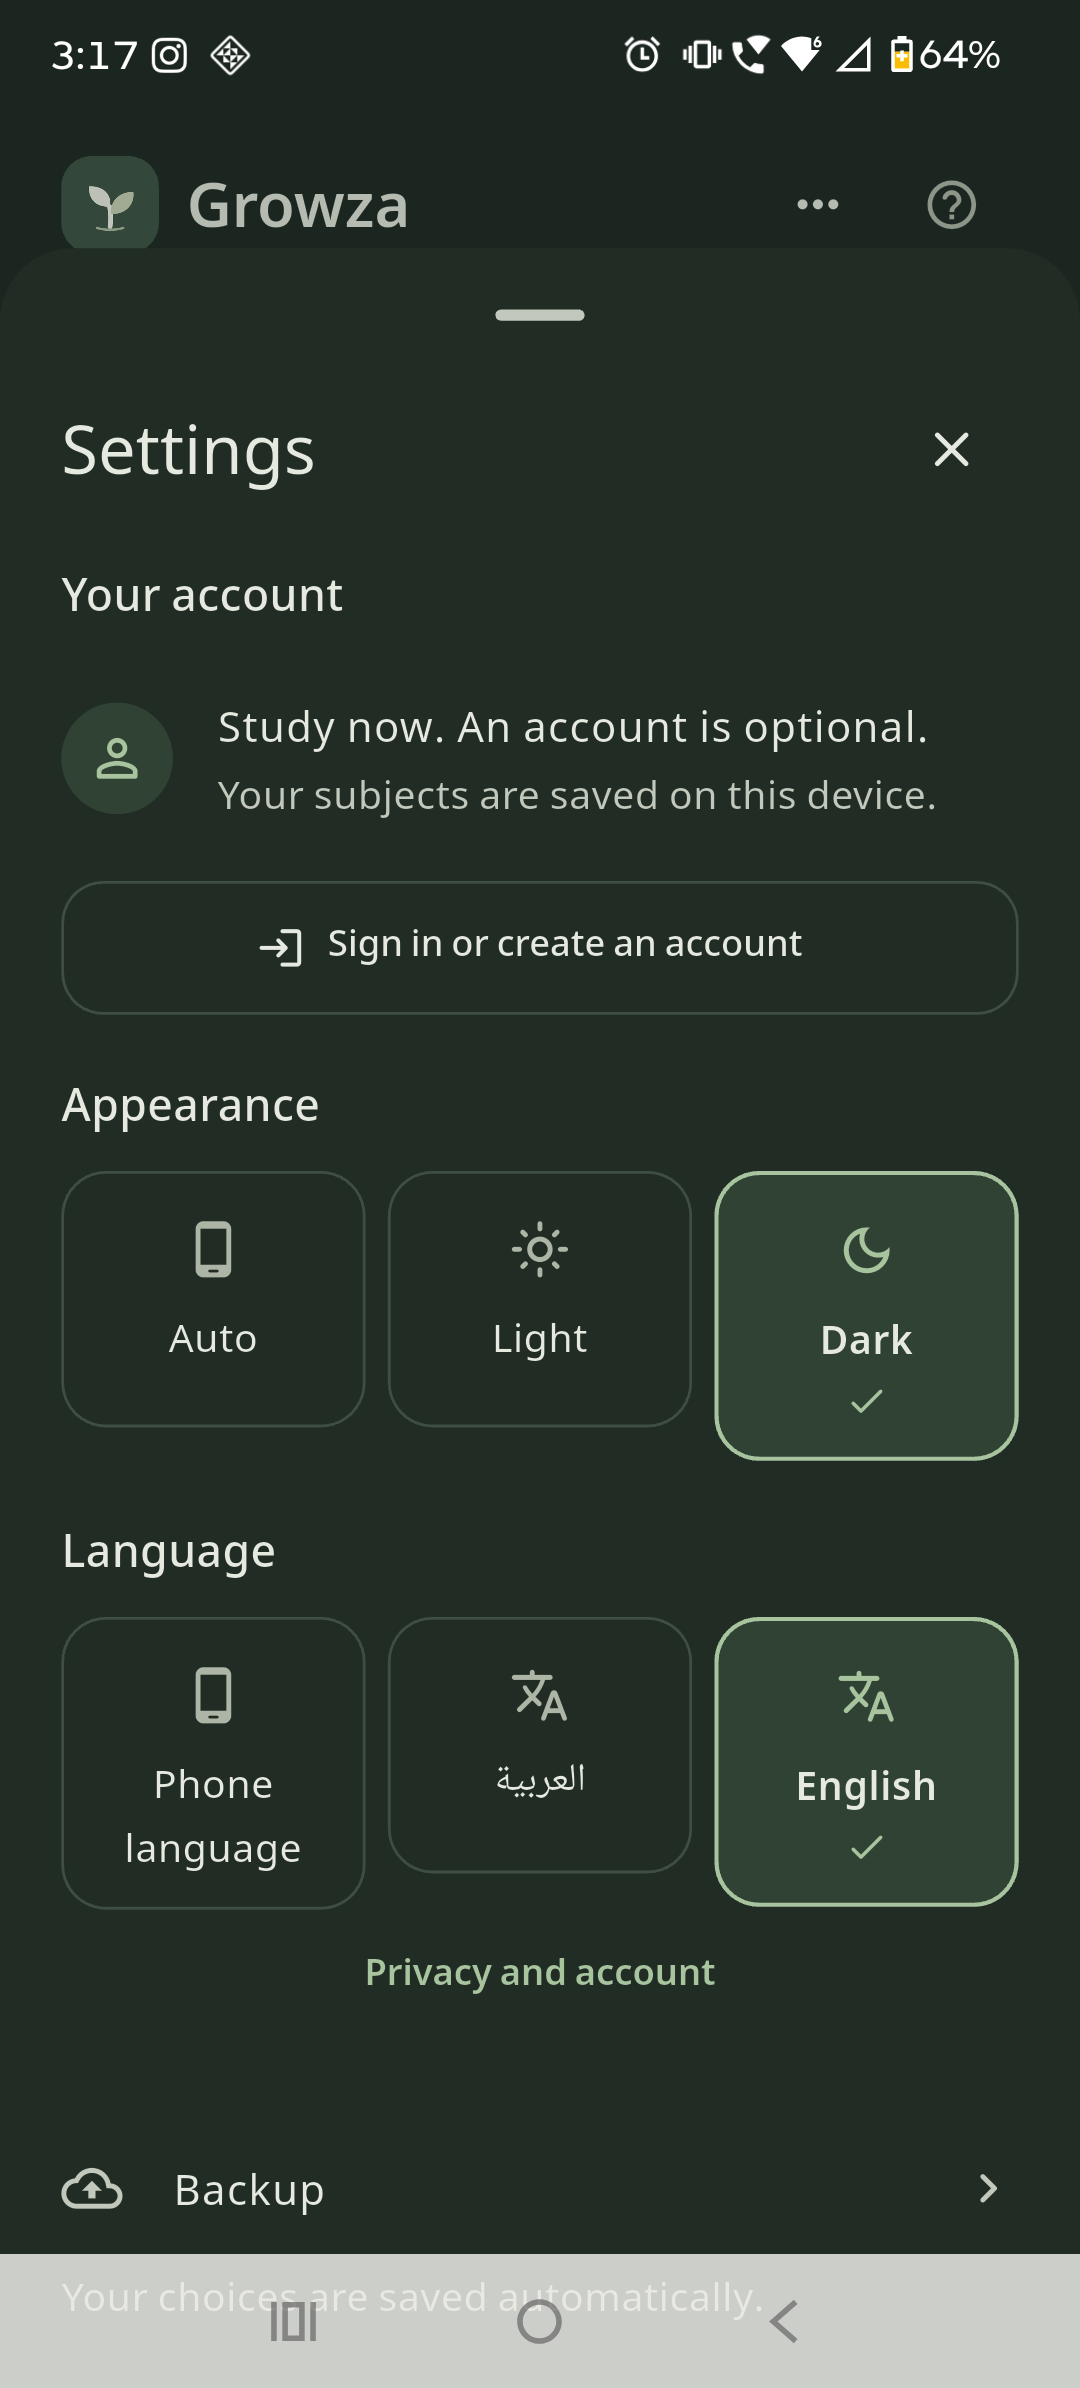 3:17
6
64%
Growza
Settings
Your account
Study now. An account is optional.
Your subjects are saved on this device.
Sign in or create an account
Appearance
Auto
Light
Dark
Language
Phone
language
العربية
English
Privacy and account
Backup
Your choices are saved automatically.